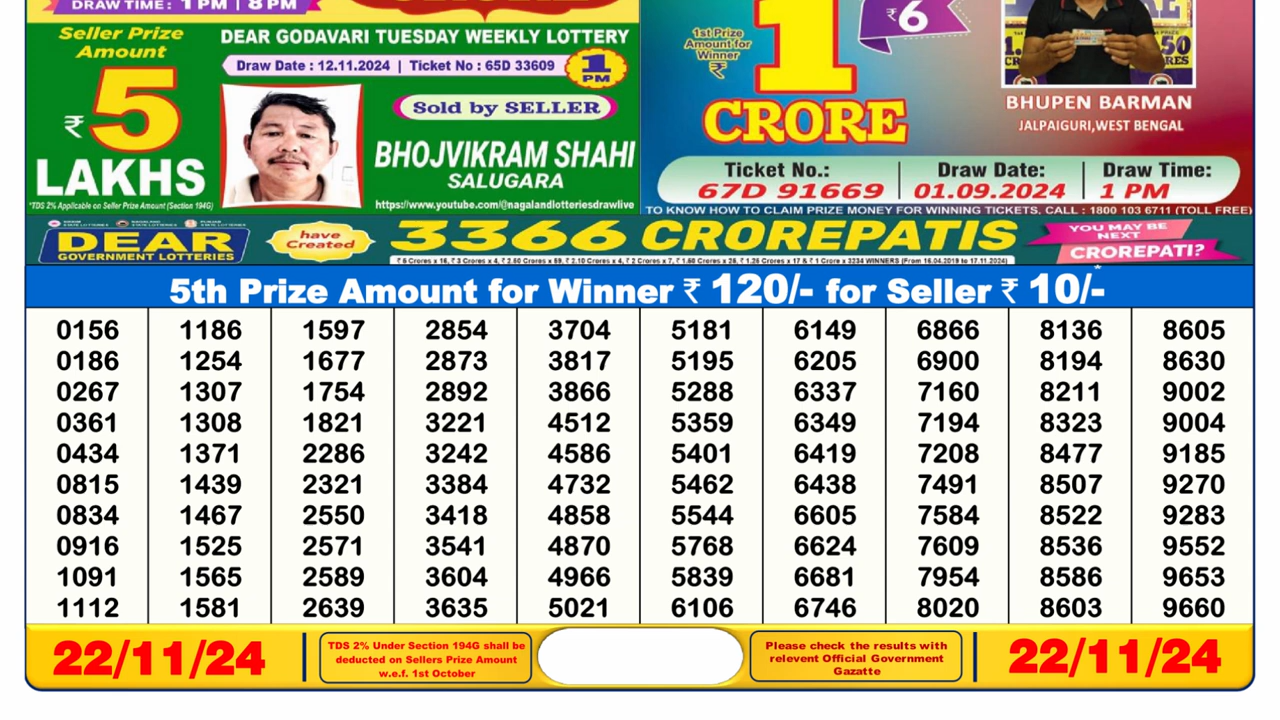 DRAW TIME: 1 PM | 8 PM
Seller Prize
Amount
₹5
LAKHS
*TDS 2% Applicable on Seller Prize Amount (Section 194G)
DEAR GODAVARI TUESDAY WEEKLY LOTTERY
Draw Date : 12.11.2024 | Ticket No : 65D 33609
1
PM
Sold by SELLER
BHOJVIKRAM SHAHI
SALUGARA
https://www.youtube.com/@nagalandlotteriesdrawlive
1st Prize
Amount for
Winner
₹
1
CRORE
₹6
50
BHUPEN BARMAN
JALPAIGURI,WEST BENGAL
Ticket No.: Draw Date: Draw Time:
67D 91669 01.09.2024 1 PM
TO KNOW HOW TO CLAIM PRIZE MONEY FOR WINNING TICKETS, CALL : 1800 103 6711 (TOLL FREE)
DEAR
GOVERNMENT LOTTERIES
have
Created
3366 CROREPATIS
YOU MAY BE
NEXT
CROREPATI?
5th Prize Amount for Winner ₹ 120/- for Seller ₹ 10/-*
0156 1186 1597 2854 3704 5181 6149 6866 8136 8605
0186 1254 1677 2873 3817 5195 6205 6900 8194 8630
0267 1307 1754 2892 3866 5288 6337 7160 8211 9002
0361 1308 1821 3221 4512 5359 6349 7194 8323 9004
0434 1371 2286 3242 4586 5401 6419 7208 8477 9185
0815 1439 2321 3384 4732 5462 6438 7491 8507 9270
0834 1467 2550 3418 4858 5544 6605 7584 8522 9283
0916 1525 2571 3541 4870 5768 6624 7609 8536 9552
1091 1565 2589 3604 4966 5839 6681 7954 8586 9653
1112 1581 2639 3635 5021 6106 6746 8020 8603 9660
22/11/24
TDS 2% Under Section 194G shall be
deducted on Sellers Prize Amount
w.e.f. 1st October
Please check the results with
relevent Official Government
Gazatte
22/11/24